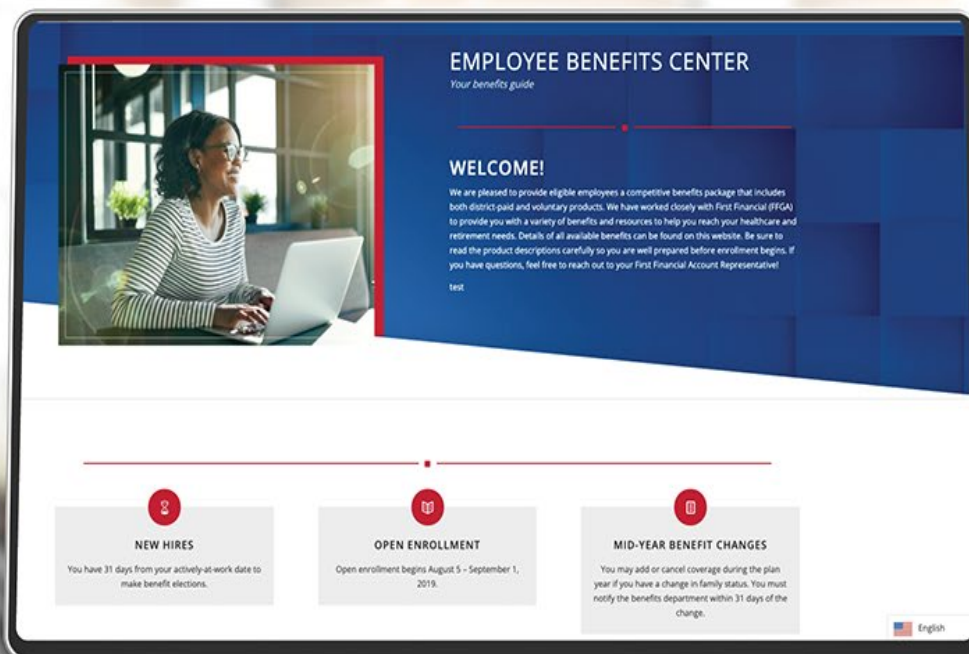 EMPLOYEE BENEFITS CENTER
Your benefits guide
WELCOME!
We are pleased to provide eligible employees a competitive benefits package that includes
both district-paid and voluntary products. We have worked closely with First Financial (FFGA)
to provide you with a variety of benefits and resources to help you reach your healthcare and
retirement needs. Details of all available benefits can be found on this website. Be sure to
read the product descriptions carefully so you are well prepared before enrollment begins. If
you have questions, feel free to reach out to your First Financial Account Representative!
test
NEW HIRES
You have 31 days from your actively-at-work date to
make benefit elections.
OPEN ENROLLMENT
Open enrollment begins August 5 – September 1,
2019.
MID-YEAR BENEFIT CHANGES
You may add or cancel coverage during the plan
year if you have a change in family status. You must
notify the benefits department within 31 days of the
change.
English